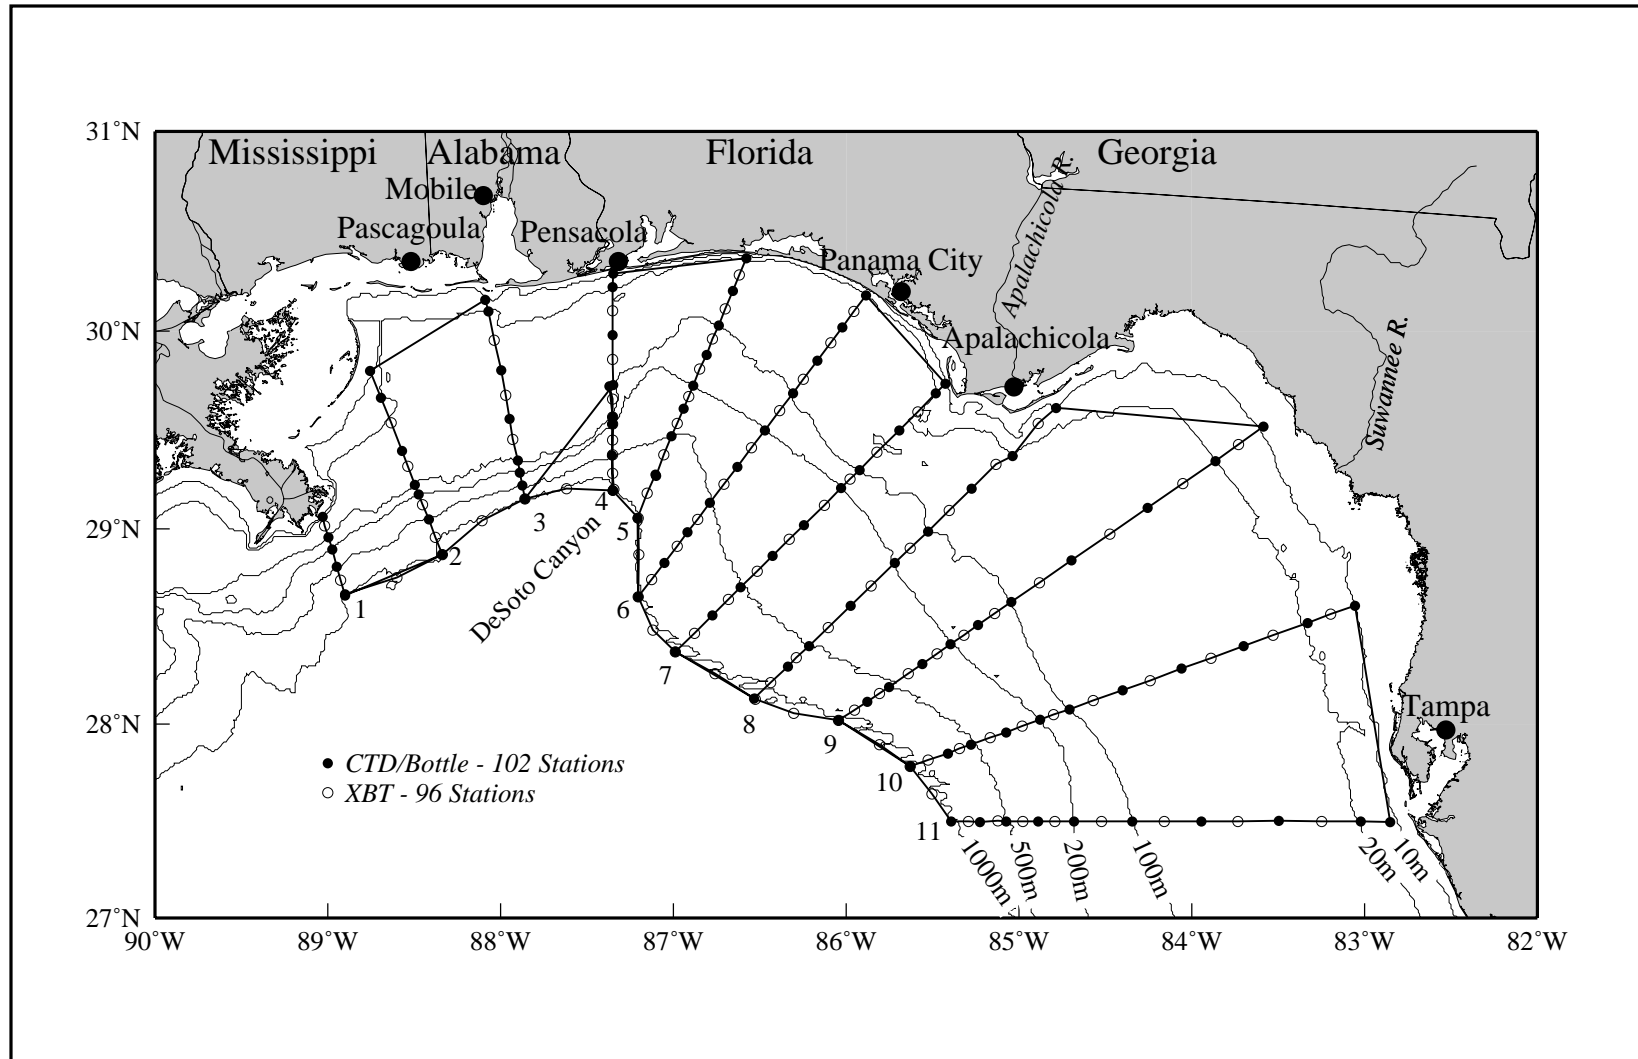 31°N
Mississippi Alabama Florida Georgia
Mobile
Pascagoula
Pensacola
Panama City
Apalachicola R.
30°N
Apalachicola
Suwannee R.
29°N
1
2
3
4
5
6
7
8
9
10
11
DeSoto Canyon
28°N
Tampa
CTD/Bottle - 102 Stations
XBT - 96 Stations
1000m
500m
200m
100m
20m
10m
27°N
90°W 89°W 88°W 87°W 86°W 85°W 84°W 83°W 82°W